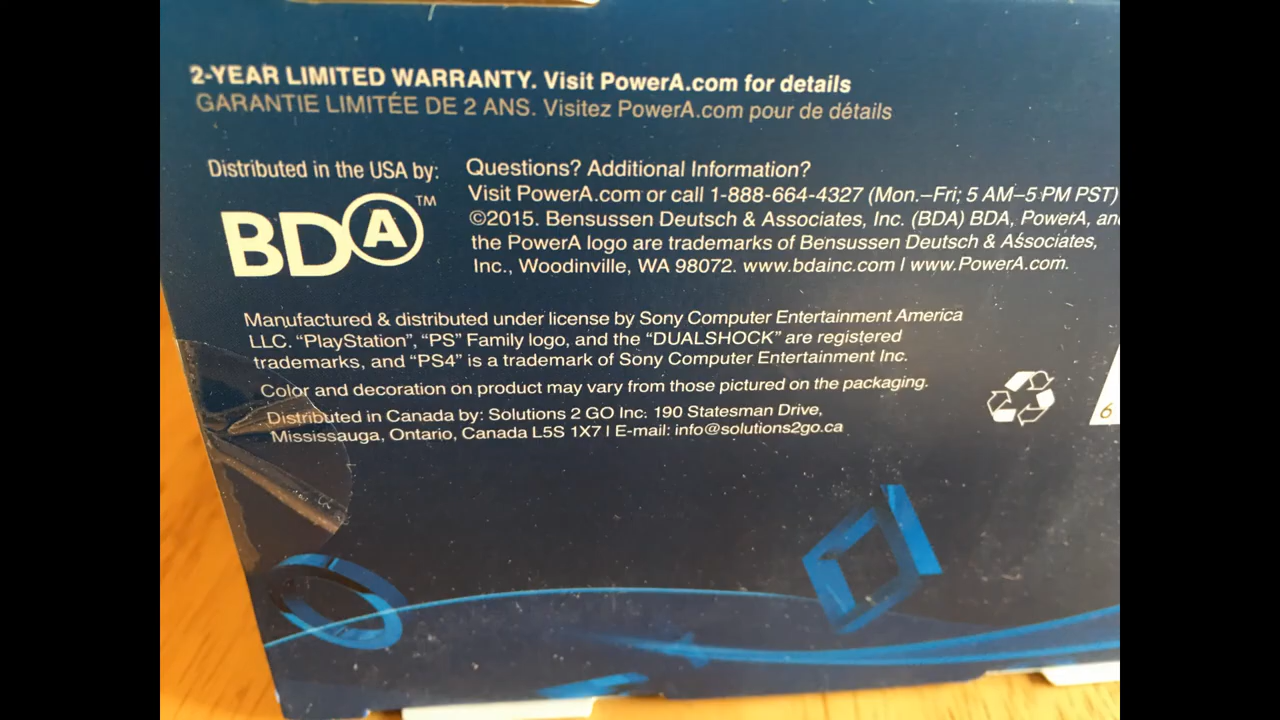 2-YEAR LIMITED WARRANTY. Visit PowerA.com for details
GARANTIE LIMITÉE DE 2 ANS. Visitez PowerA.com pour de détails
Distributed in the USA by:
BDA™
Questions? Additional Information?
Visit PowerA.com or call 1-888-664-4327 (Mon.–Fri; 5 AM–5 PM PST)
©2015. Bensussen Deutsch & Associates, Inc. (BDA) BDA, PowerA, and
the PowerA logo are trademarks of Bensussen Deutsch & Associates,
Inc., Woodinville, WA 98072. www.bdainc.com | www.PowerA.com.
Manufactured & distributed under license by Sony Computer Entertainment America
LLC. “PlayStation”, “PS” Family logo, and the “DUALSHOCK” are registered
trademarks, and “PS4” is a trademark of Sony Computer Entertainment Inc.
Color and decoration on product may vary from those pictured on the packaging.
Distributed in Canada by: Solutions 2 GO Inc. 190 Statesman Drive,
Mississauga, Ontario, Canada L5S 1X7 | E-mail: info@solutions2go.ca
6